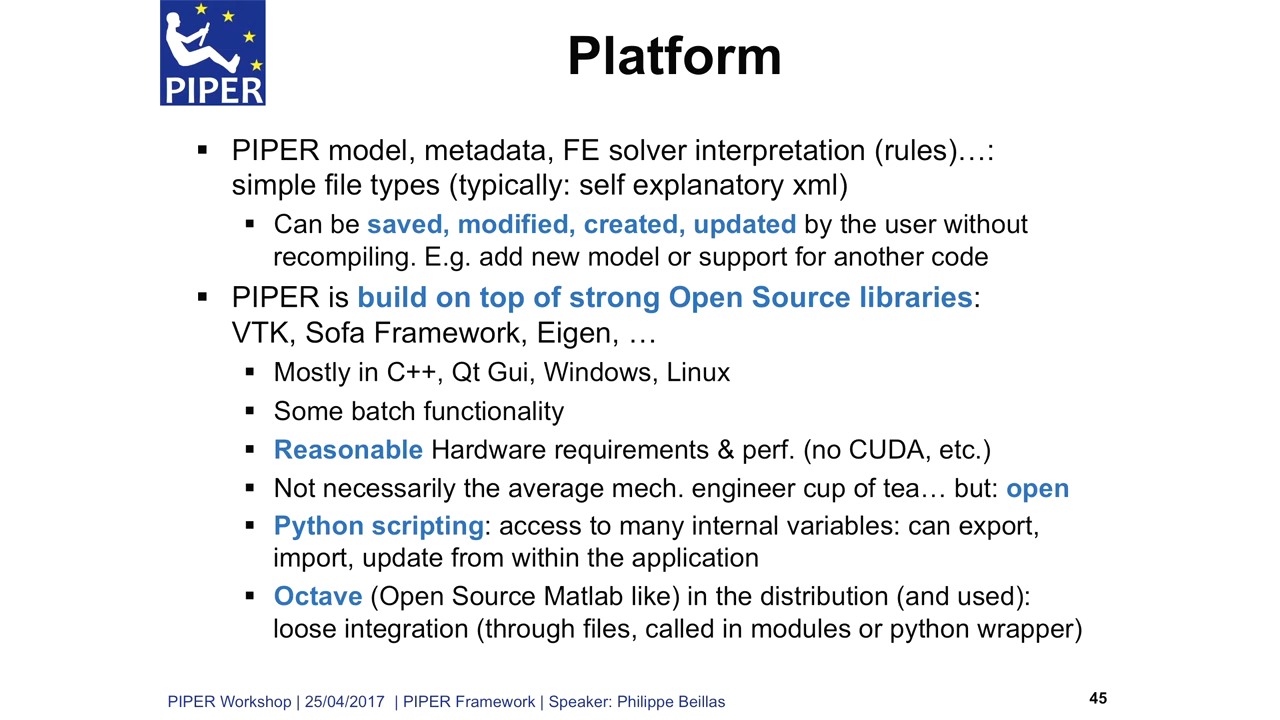 PIPER
Platform
▪ PIPER model, metadata, FE solver interpretation (rules)…:
simple file types (typically: self explanatory xml)
▪ Can be saved, modified, created, updated by the user without
recompiling. E.g. add new model or support for another code
▪ PIPER is build on top of strong Open Source libraries:
VTK, Sofa Framework, Eigen, …
▪ Mostly in C++, Qt Gui, Windows, Linux
▪ Some batch functionality
▪ Reasonable Hardware requirements & perf. (no CUDA, etc.)
▪ Not necessarily the average mech. engineer cup of tea… but: open
▪ Python scripting: access to many internal variables: can export,
import, update from within the application
▪ Octave (Open Source Matlab like) in the distribution (and used):
loose integration (through files, called in modules or python wrapper)
PIPER Workshop | 25/04/2017 | PIPER Framework | Speaker: Philippe Beillas
45